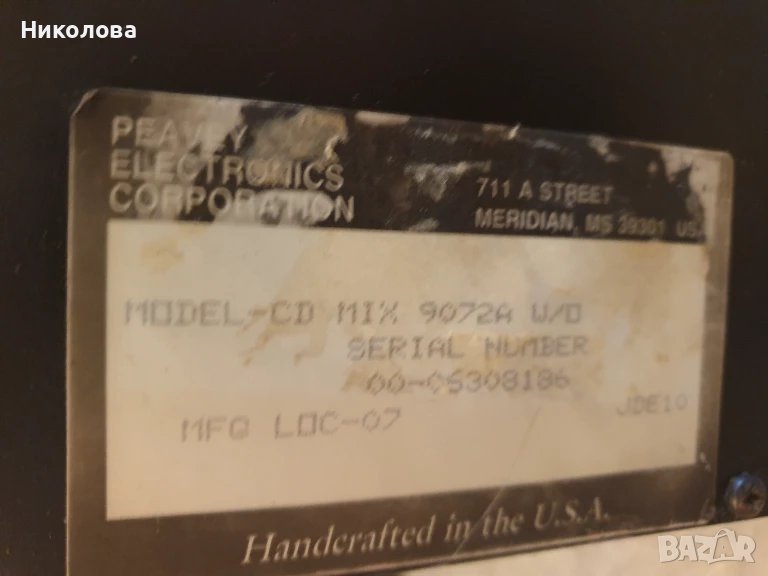 Николова
PEAVEY
ELECTRONICS
CORPORATION
711 A STREET
MERIDIAN, MS 39301 USA
MODEL-CD MIX 9072A W/O
SERIAL NUMBER
00-05308186
MFG LOC-07
JDE10
Handcrafted in the U.S.A.
BAZAR